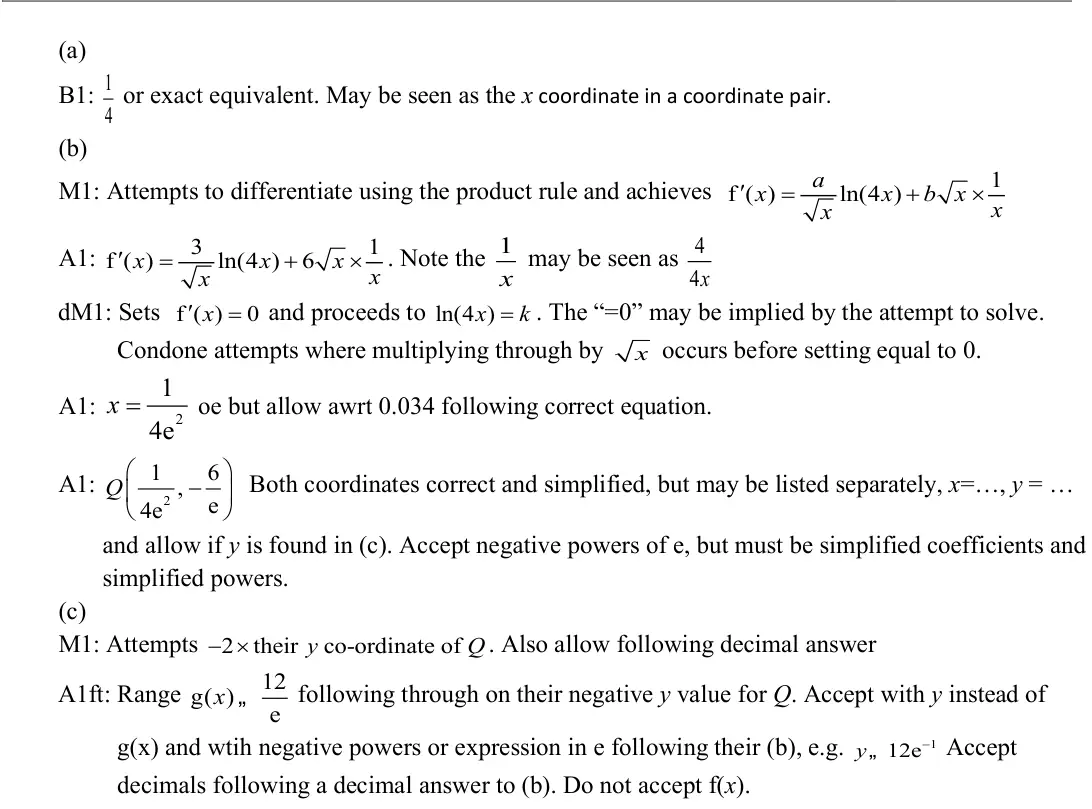 (a)
B1: 1/4 or exact equivalent. May be seen as the x coordinate in a coordinate pair.
(b)
M1: Attempts to differentiate using the product rule and achieves f′(x) = a/√x ln(4x) + b√x × 1/x
A1: f′(x) = 3/√x ln(4x) + 6√x × 1/x . Note the 1/x may be seen as 4/4x
dM1: Sets f′(x) = 0 and proceeds to ln(4x) = k . The “=0” may be implied by the attempt to solve.
Condone attempts where multiplying through by √x occurs before setting equal to 0.
A1: x = 1/4e² oe but allow awrt 0.034 following correct equation.
A1: Q(1/4e², −6/e) Both coordinates correct and simplified, but may be listed separately, x=…, y = …
and allow if y is found in (c). Accept negative powers of e, but must be simplified coefficients and
simplified powers.
(c)
M1: Attempts −2× their y co-ordinate of Q. Also allow following decimal answer
A1ft: Range g(x) „ 12/e following through on their negative y value for Q. Accept with y instead of
g(x) and wtih negative powers or expression in e following their (b), e.g. y „ 12e⁻¹ Accept
decimals following a decimal answer to (b). Do not accept f(x).